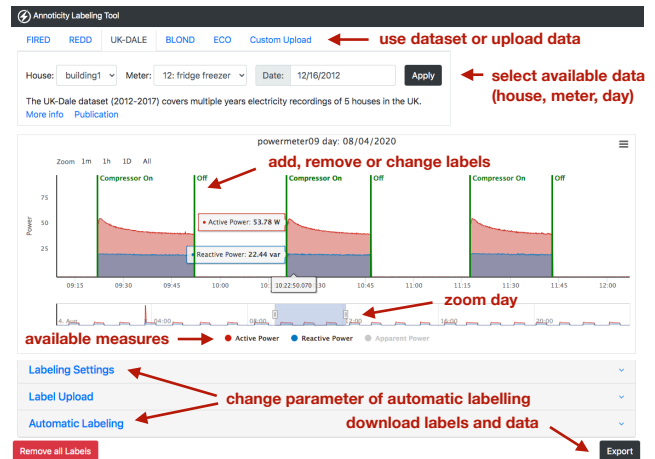 Annoticity Labeling Tool
FIRED REDD UK-DALE BLOND ECO Custom Upload
use dataset or upload data
House: building1 Meter: 12: fridge freezer Date: 12/16/2012 Apply
select available data
(house, meter, day)
The UK-Dale dataset (2012-2017) covers multiple years electricity recordings of 5 houses in the UK.
More info Publication
powermeter09 day: 08/04/2020
Zoom 1m 1h 1D All
add, remove or change labels
Compressor On Off Compressor On Off Compressor On Off
75
50
25
Power
Active Power: 53.78 W
Reactive Power: 22.44 var
09:15 09:30 09:45 10:00 10:22:50.070 10:45 11:00 11:15 11:30 11:45 12:00
zoom day
4. Aug 04:00 08:00 12:00 16:00 20:00
available measures
Active Power Reactive Power Apparent Power
Labeling Settings
Label Upload
change parameter of automatic labelling
Automatic Labeling
download labels and data
Remove all Labels Export